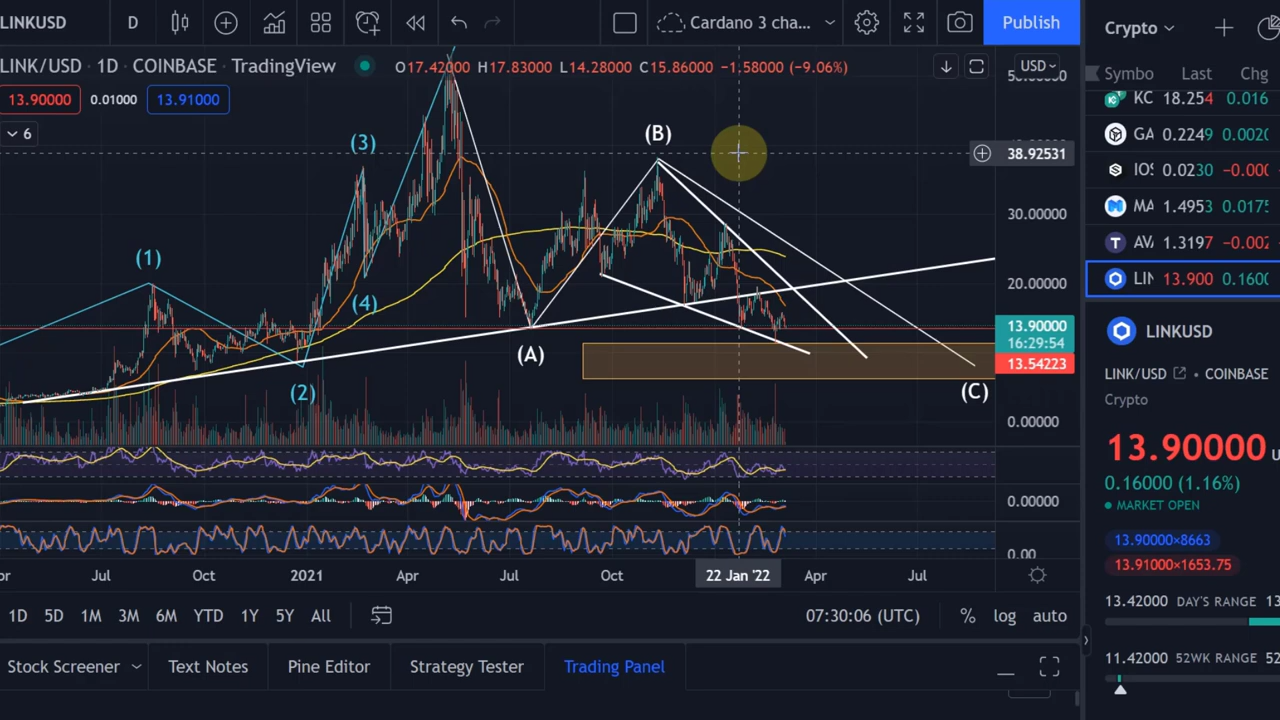 LINKUSD D Cardano 3 cha... Publish
LINK/USD · 1D · COINBASE · TradingView O17.42000 H17.83000 L14.28000 C15.86000 −1.58000 (−9.06%) USD
13.90000 0.01000 13.91000
6
(1)
(2)
(3)
(4)
(A)
(B)
(C)
38.92531
30.00000
20.00000
13.90000
16:29:54
13.54223
0.00000
0.00000
0.00
Jul Oct 2021 Apr Jul Oct 22 Jan '22 Apr Jul
1D 5D 1M 3M 6M YTD 1Y 5Y All 07:30:06 (UTC) % log auto
Stock Screener Text Notes Pine Editor Strategy Tester Trading Panel
Crypto
Symbo Last Chg
KC 18.254 0.016
GA 0.2249 0.0020
IOS 0.0230 -0.000
MA 1.4953 0.0175
AV 1.3197 -0.002
LIN 13.900 0.1600
LINKUSD
LINK/USD • COINBASE
Crypto
13.90000
0.16000 (1.16%)
MARKET OPEN
13.90000×8663
13.91000×1653.75
13.42000 DAY'S RANGE 13
11.42000 52WK RANGE 52